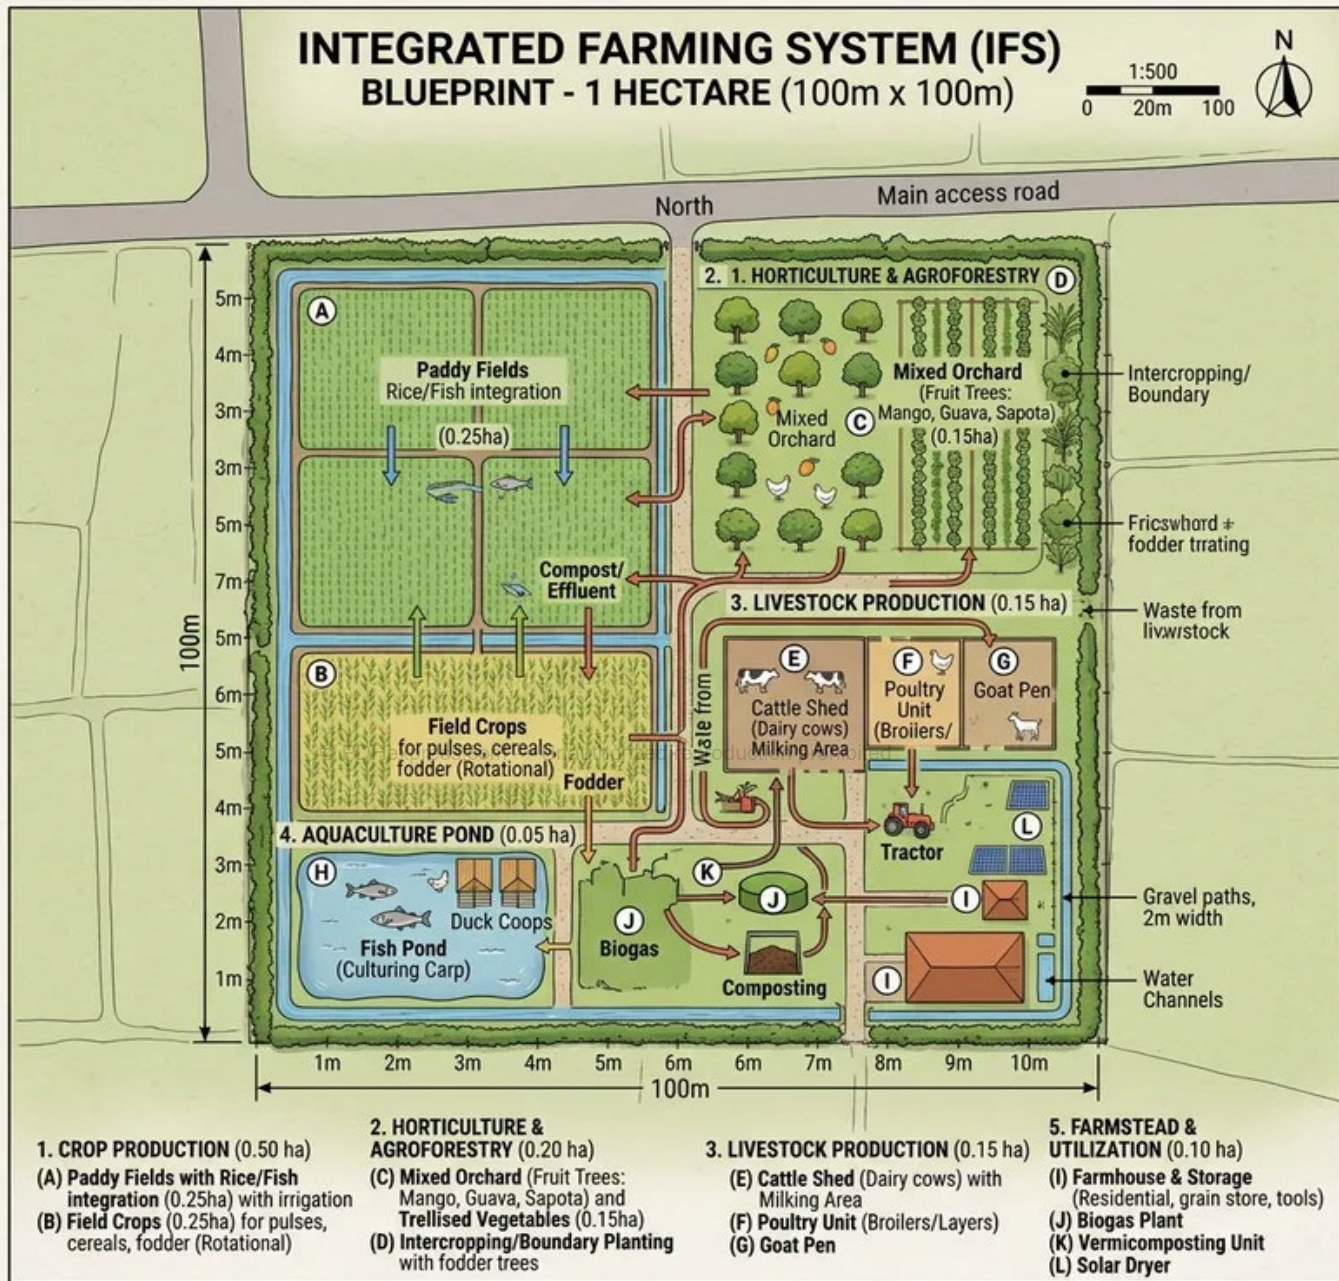 INTEGRATED FARMING SYSTEM (IFS)
BLUEPRINT - 1 HECTARE (100m x 100m)
1:500
0 20m 100
N
North
Main access road
2. 1. HORTICULTURE & AGROFORESTRY
D
A
Paddy Fields
Rice/Fish integration
(0.25ha)
Mixed Orchard
(Fruit Trees:
Mango, Guava, Sapota)
(0.15ha)
Mixed
Orchard
C
Intercropping/
Boundary
Fricswhord +
fodder trrating
Compost/
Effluent
3. LIVESTOCK PRODUCTION (0.15 ha)
Waste from
livwrstock
B
Field Crops
for pulses, cereals,
fodder (Rotational)
Fodder
Wale from
E
Cattle Shed
(Dairy cows)
Milking Area
F
Poultry
Unit
(Broilers/
G
Goat Pen
4. AQUACULTURE POND (0.05 ha)
H
Duck Coops
Fish Pond
(Culturing Carp)
J
Biogas
K
J
Composting
Tractor
L
I
I
Gravel paths,
2m width
Water
Channels
5m
4m
3m
3m
5m
7m
5m
6m
5m
4m
3m
2m
1m
100m
1m 2m 3m 4m 5m 6m 6m 7m 8m 9m 10m
100m
1. CROP PRODUCTION (0.50 ha)
(A) Paddy Fields with Rice/Fish
integration (0.25ha) with irrigation
(B) Field Crops (0.25ha) for pulses,
cereals, fodder (Rotational)
2. HORTICULTURE &
AGROFORESTRY (0.20 ha)
(C) Mixed Orchard (Fruit Trees:
Mango, Guava, Sapota) and
Trellised Vegetables (0.15ha)
(D) Intercropping/Boundary Planting
with fodder trees
3. LIVESTOCK PRODUCTION (0.15 ha)
(E) Cattle Shed (Dairy cows) with
Milking Area
(F) Poultry Unit (Broilers/Layers)
(G) Goat Pen
5. FARMSTEAD &
UTILIZATION (0.10 ha)
(I) Farmhouse & Storage
(Residential, grain store, tools)
(J) Biogas Plant
(K) Vermicomposting Unit
(L) Solar Dryer